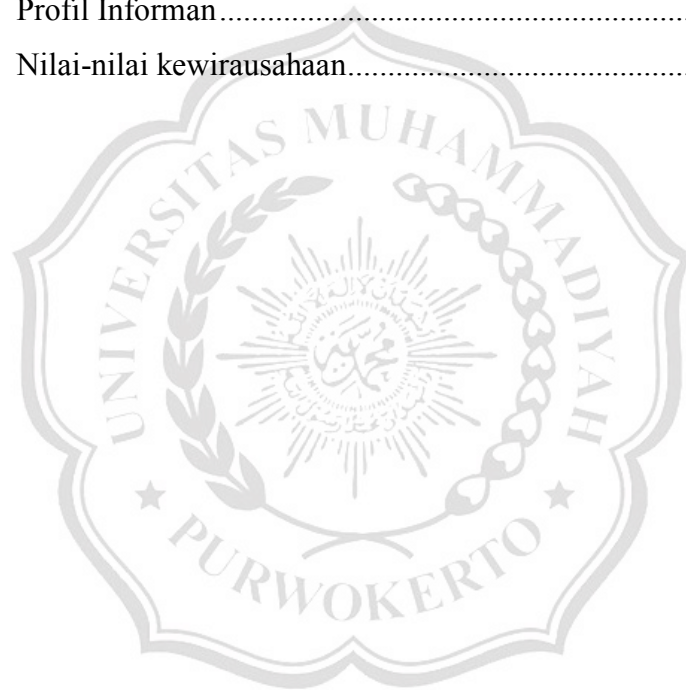 Profil Informan........................................................................
Nilai-nilai kewirausahaan....................................................
UNIVERSITAS MUHAMMADIYAH
PURWOKERTO